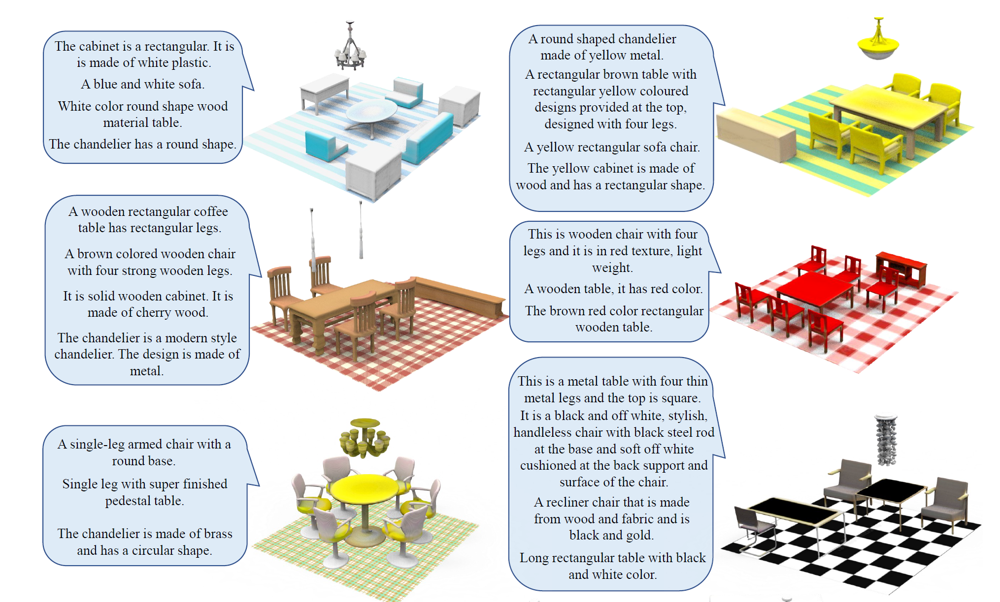 The cabinet is a rectangular. It is
is made of white plastic.
A blue and white sofa.
White color round shape wood
material table.
The chandelier has a round shape.
A round shaped chandelier
made of yellow metal.
A rectangular brown table with
rectangular yellow coloured
designs provided at the top,
designed with four legs.
A yellow rectangular sofa chair.
The yellow cabinet is made of
wood and has a rectangular shape.
A wooden rectangular coffee
table has rectangular legs.
A brown colored wooden chair
with four strong wooden legs.
It is solid wooden cabinet. It is
made of cherry wood.
The chandelier is a modern style
chandelier. The design is made of
metal.
This is wooden chair with four
legs and it is in red texture, light
weight.
A wooden table, it has red color.
The brown red color rectangular
wooden table.
A single-leg armed chair with a
round base.
Single leg with super finished
pedestal table.
The chandelier is made of brass
and has a circular shape.
This is a metal table with four thin
metal legs and the top is square.
It is a black and off white, stylish,
handleless chair with black steel rod
at the base and soft off white
cushioned at the back support and
surface of the chair.
A recliner chair that is made
from wood and fabric and is
black and gold.
Long rectangular table with black
and white color.